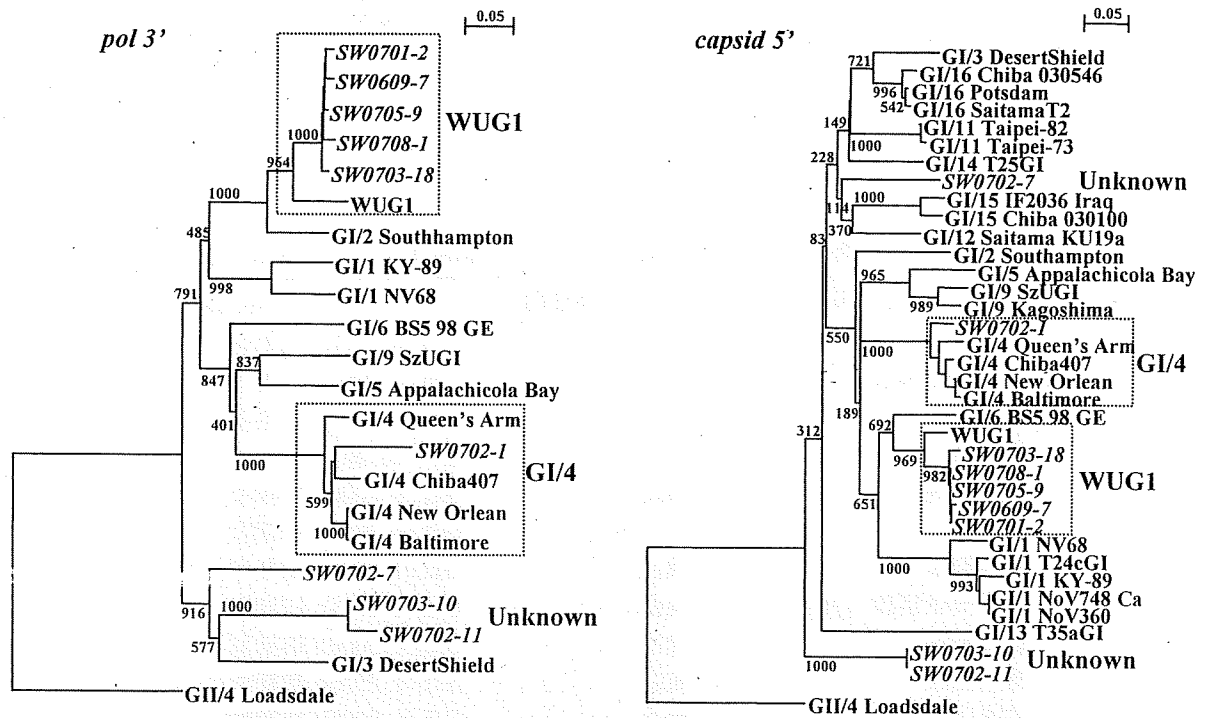 pol 3'
0.05
SW0701-2
SW0609-7
SW0705-9
WUG1
1000
SW0708-1
964
SW0703-18
1000
WUG1
485
GI/2 Southhampton
GI/1 KY-89
998
791
GI/1 NV68
GI/6 BS5 98 GE
837
GI/9 SzUGI
847
GI/5 Appalachicola Bay
401
GI/4 Queen's Arm
1000
SW0702-1
GI/4
GI/4 Chiba407
599
GI/4 New Orlean
1000
GI/4 Baltimore
SW0702-7
916
1000
SW0703-10
Unknown
577
SW0702-11
GI/3 DesertShield
GII/4 Loadsdale
capsid 5'
0.05
721
GI/3 DesertShield
GI/16 Chiba 030546
996
GI/16 Potsdam
542
GI/16 SaitamaT2
149
GI/11 Taipei-82
1000
GI/11 Taipei-73
228
GI/14 T25GI
SW0702-7
Unknown
1000
GI/15 IF2036 Iraq
114
GI/15 Chiba 030100
370
GI/12 Saitama KU19a
83
GI/2 Southampton
965
GI/5 Appalachicola Bay
GI/9 SzUGI
989
GI/9 Kagoshima
550
SW0702-1
1000
GI/4 Queen's Arm
GI/4 Chiba407
GI/4
GI/4 New Orlean
GI/4 Baltimore
189
GI/6 BS5 98 GE
692
312
WUG1
969
SW0703-18
982
SW0708-1
WUG1
SW0705-9
651
SW0609-7
SW0701-2
GI/1 NV68
1000
GI/1 T24cGI
993
GI/1 KY-89
GI/1 NoV748 Ca
GI/1 NoV360
GI/13 T35aGI
SW0703-10
1000
Unknown
SW0702-11
GII/4 Loadsdale